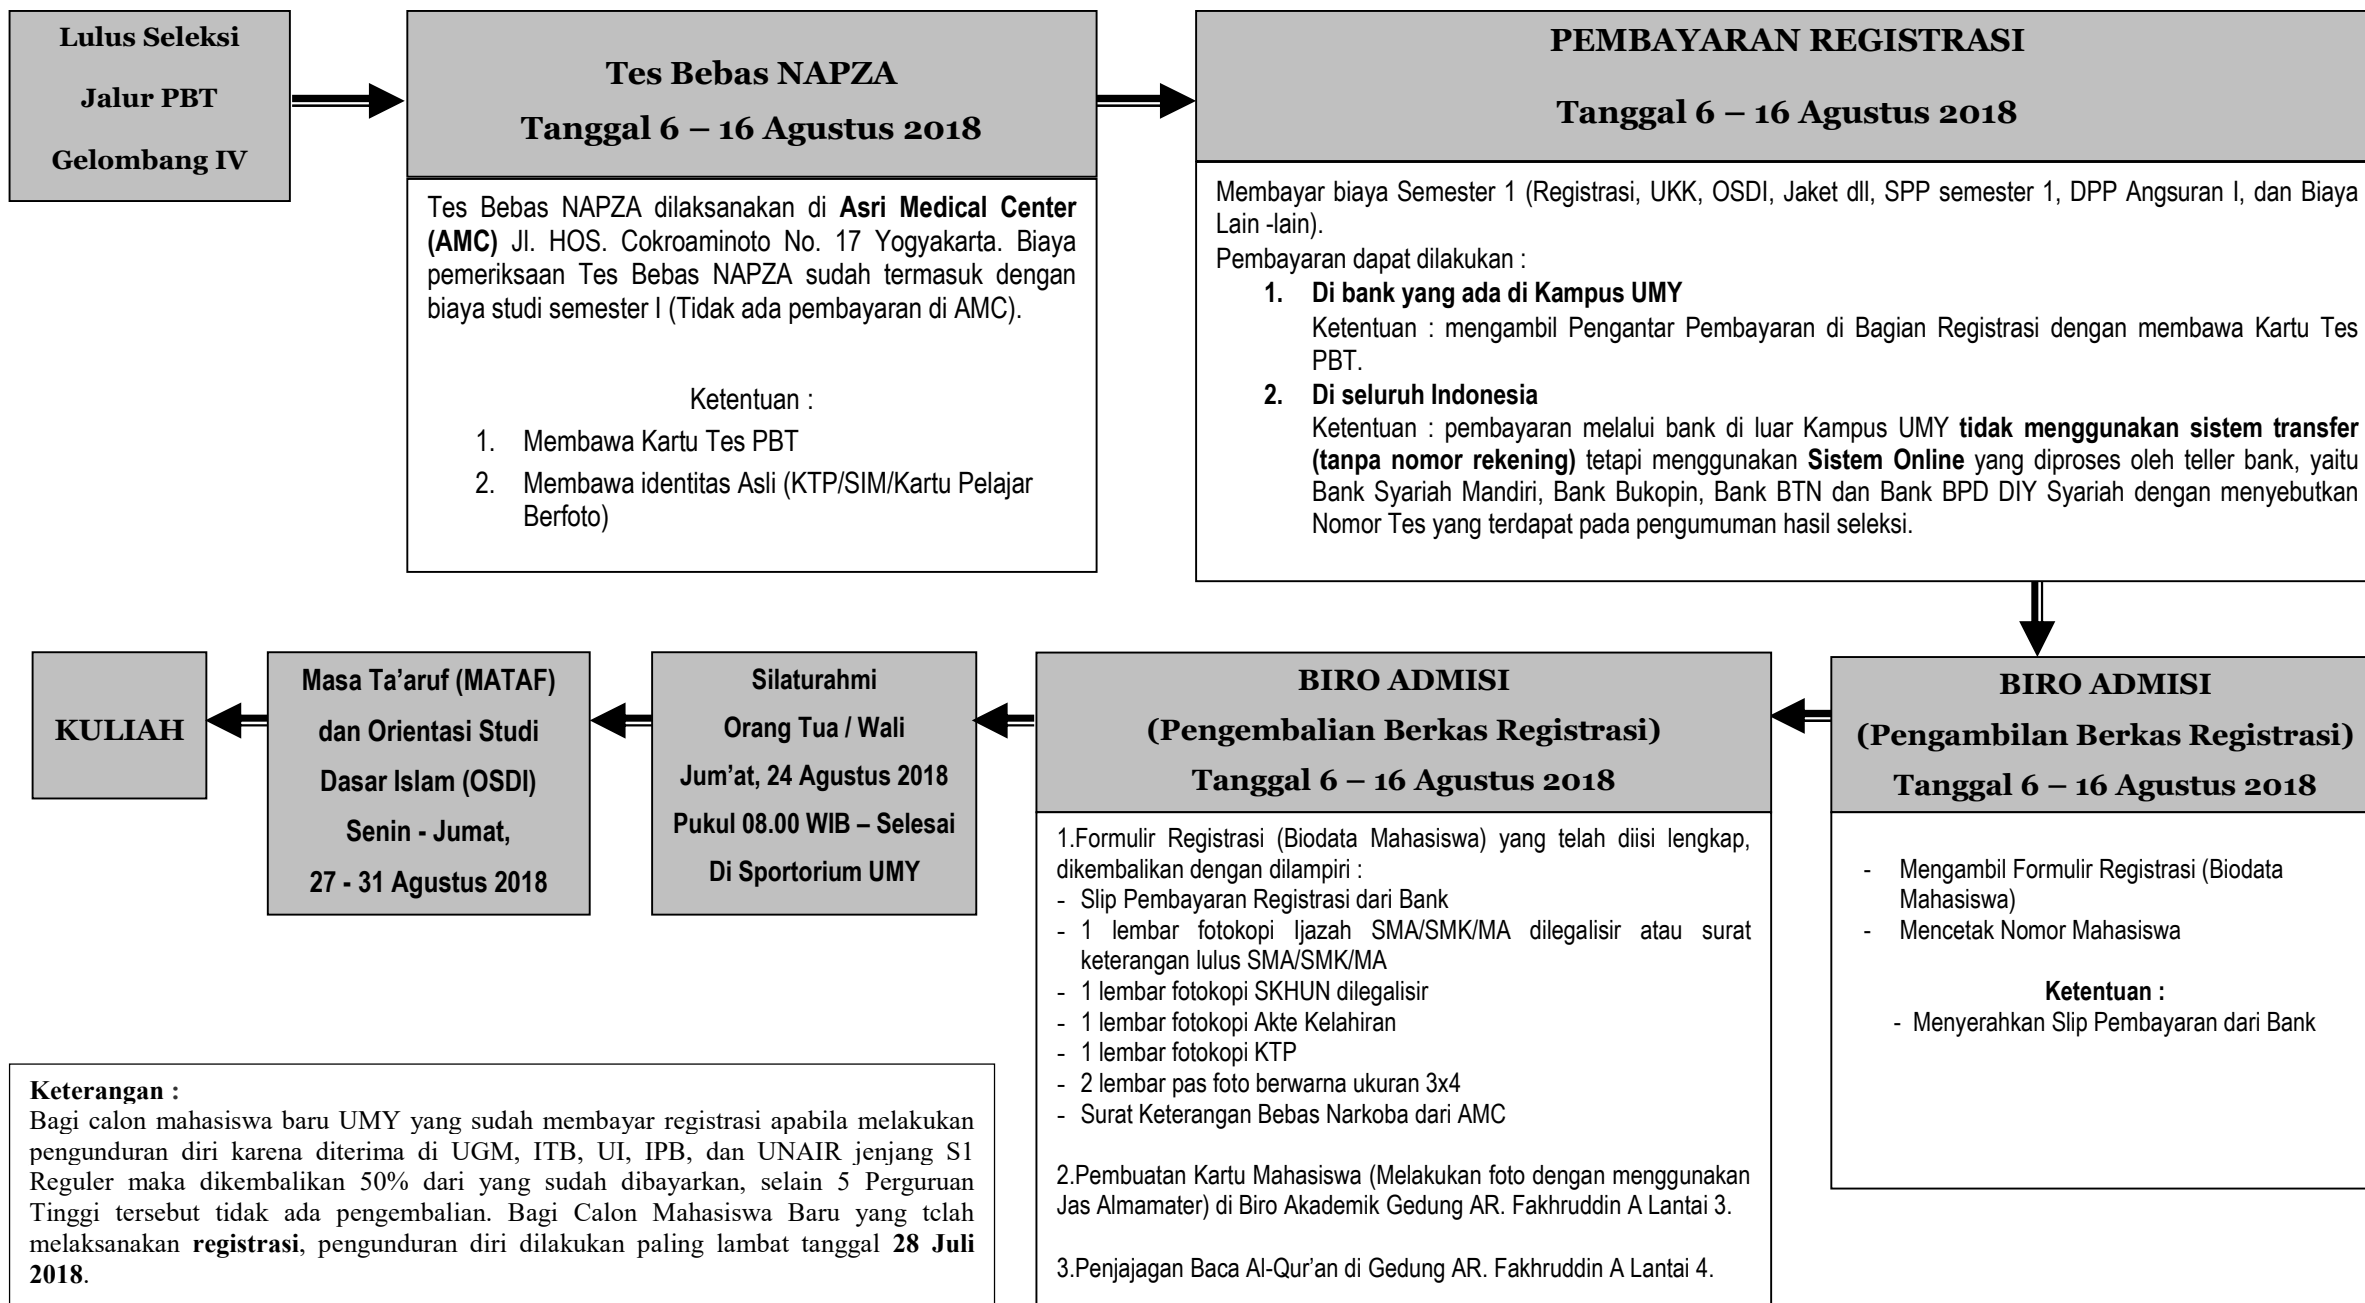 Lulus Seleksi
Jalur PBT
Gelombang IV
Tes Bebas NAPZA
Tanggal 6 – 16 Agustus 2018
Tes Bebas NAPZA dilaksanakan di Asri Medical Center
(AMC) Jl. HOS. Cokroaminoto No. 17 Yogyakarta. Biaya
pemeriksaan Tes Bebas NAPZA sudah termasuk dengan
biaya studi semester I (Tidak ada pembayaran di AMC).
Ketentuan :
1. Membawa Kartu Tes PBT
2. Membawa identitas Asli (KTP/SIM/Kartu Pelajar
Berfoto)
PEMBAYARAN REGISTRASI
Tanggal 6 – 16 Agustus 2018
Membayar biaya Semester 1 (Registrasi, UKK, OSDI, Jaket dll, SPP semester 1, DPP Angsuran I, dan Biaya
Lain -lain).
Pembayaran dapat dilakukan :
1. Di bank yang ada di Kampus UMY
Ketentuan : mengambil Pengantar Pembayaran di Bagian Registrasi dengan membawa Kartu Tes
PBT.
2. Di seluruh Indonesia
Ketentuan : pembayaran melalui bank di luar Kampus UMY tidak menggunakan sistem transfer
(tanpa nomor rekening) tetapi menggunakan Sistem Online yang diproses oleh teller bank, yaitu
Bank Syariah Mandiri, Bank Bukopin, Bank BTN dan Bank BPD DIY Syariah dengan menyebutkan
Nomor Tes yang terdapat pada pengumuman hasil seleksi.
BIRO ADMISI
(Pengambilan Berkas Registrasi)
Tanggal 6 – 16 Agustus 2018
- Mengambil Formulir Registrasi (Biodata
Mahasiswa)
- Mencetak Nomor Mahasiswa
Ketentuan :
- Menyerahkan Slip Pembayaran dari Bank
BIRO ADMISI
(Pengembalian Berkas Registrasi)
Tanggal 6 – 16 Agustus 2018
1.Formulir Registrasi (Biodata Mahasiswa) yang telah diisi lengkap,
dikembalikan dengan dilampiri :
- Slip Pembayaran Registrasi dari Bank
- 1 lembar fotokopi Ijazah SMA/SMK/MA dilegalisir atau surat
keterangan lulus SMA/SMK/MA
- 1 lembar fotokopi SKHUN dilegalisir
- 1 lembar fotokopi Akte Kelahiran
- 1 lembar fotokopi KTP
- 2 lembar pas foto berwarna ukuran 3x4
- Surat Keterangan Bebas Narkoba dari AMC
2.Pembuatan Kartu Mahasiswa (Melakukan foto dengan menggunakan
Jas Almamater) di Biro Akademik Gedung AR. Fakhruddin A Lantai 3.
3.Penjajagan Baca Al-Qur'an di Gedung AR. Fakhruddin A Lantai 4.
Silaturahmi
Orang Tua / Wali
Jum'at, 24 Agustus 2018
Pukul 08.00 WIB – Selesai
Di Sportorium UMY
Masa Ta'aruf (MATAF)
dan Orientasi Studi
Dasar Islam (OSDI)
Senin - Jumat,
27 - 31 Agustus 2018
KULIAH
Keterangan :
Bagi calon mahasiswa baru UMY yang sudah membayar registrasi apabila melakukan
pengunduran diri karena diterima di UGM, ITB, UI, IPB, dan UNAIR jenjang S1
Reguler maka dikembalikan 50% dari yang sudah dibayarkan, selain 5 Perguruan
Tinggi tersebut tidak ada pengembalian. Bagi Calon Mahasiswa Baru yang tclah
melaksanakan registrasi, pengunduran diri dilakukan paling lambat tanggal 28 Juli
2018.